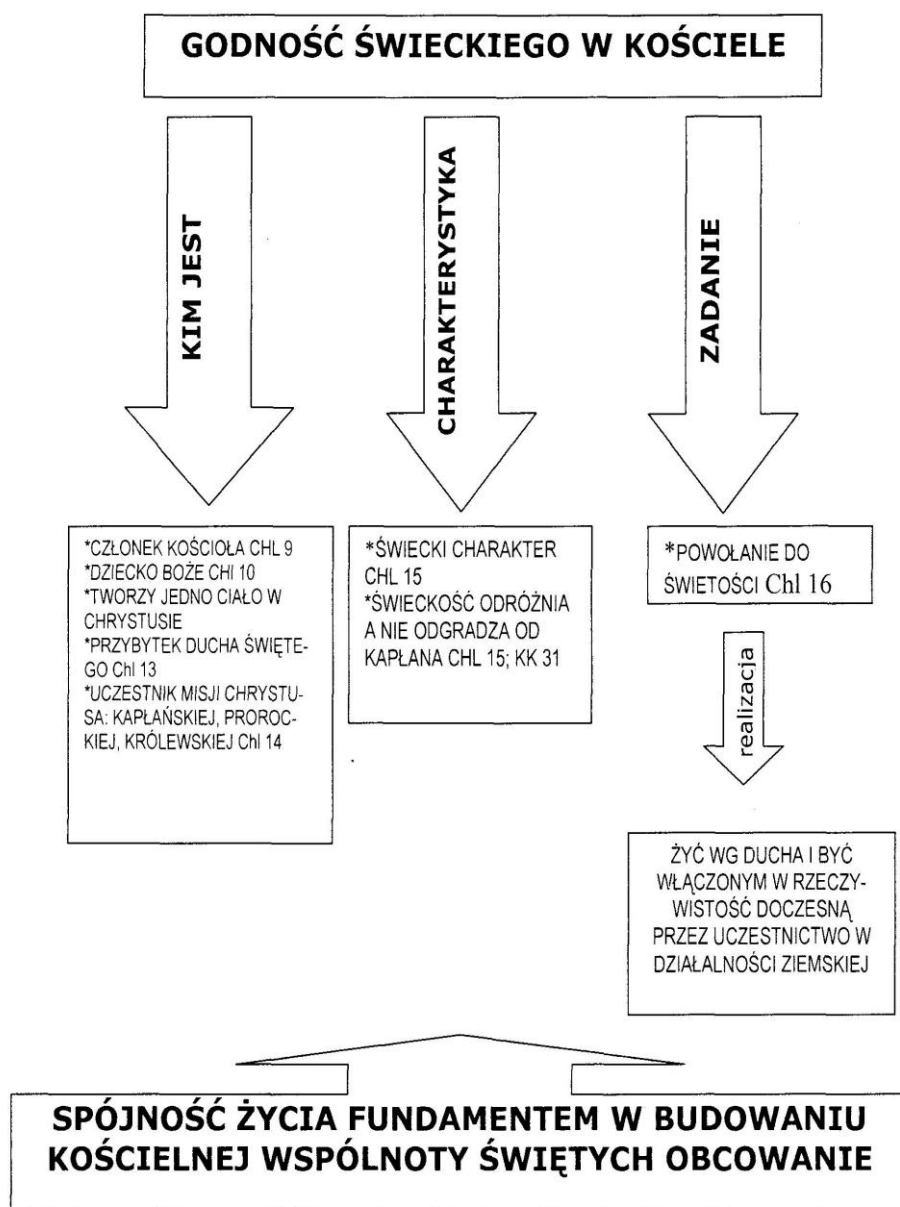 GODNOŚĆ ŚWIECKIEGO W KOŚCIELE
KIM JEST
CHARAKTERYSTYKA
ZADANIE
*CZŁONEK KOŚCIOŁA CHL 9
*DZIECKO BOŻE Chl 10
*TWORZY JEDNO CIAŁO W
CHRYSTUSIE
*PRZYBYTEK DUCHA ŚWIĘTE-
GO Chl 13
*UCZESTNIK MISJI CHRYSTU-
SA: KAPŁAŃSKIEJ, PROROC-
KIEJ, KRÓLEWSKIEJ Chl 14
*ŚWIECKI CHARAKTER
CHL 15
*ŚWIECKOŚĆ ODRÓŻNIA
A NIE ODGRADZA OD
KAPŁANA CHL 15; KK 31
*POWOŁANIE DO
ŚWIETOŚCI Chl 16
realizacja
ŻYĆ WG DUCHA I BYĆ
WŁĄCZONYM W RZECZY-
WISTOŚĆ DOCZESNĄ
PRZEZ UCZESTNICTWO W
DZIAŁALNOŚCI ZIEMSKIEJ
SPÓJNOŚĆ ŻYCIA FUNDAMENTEM W BUDOWANIU
KOŚCIELNEJ WSPÓLNOTY ŚWIĘTYCH OBCOWANIE